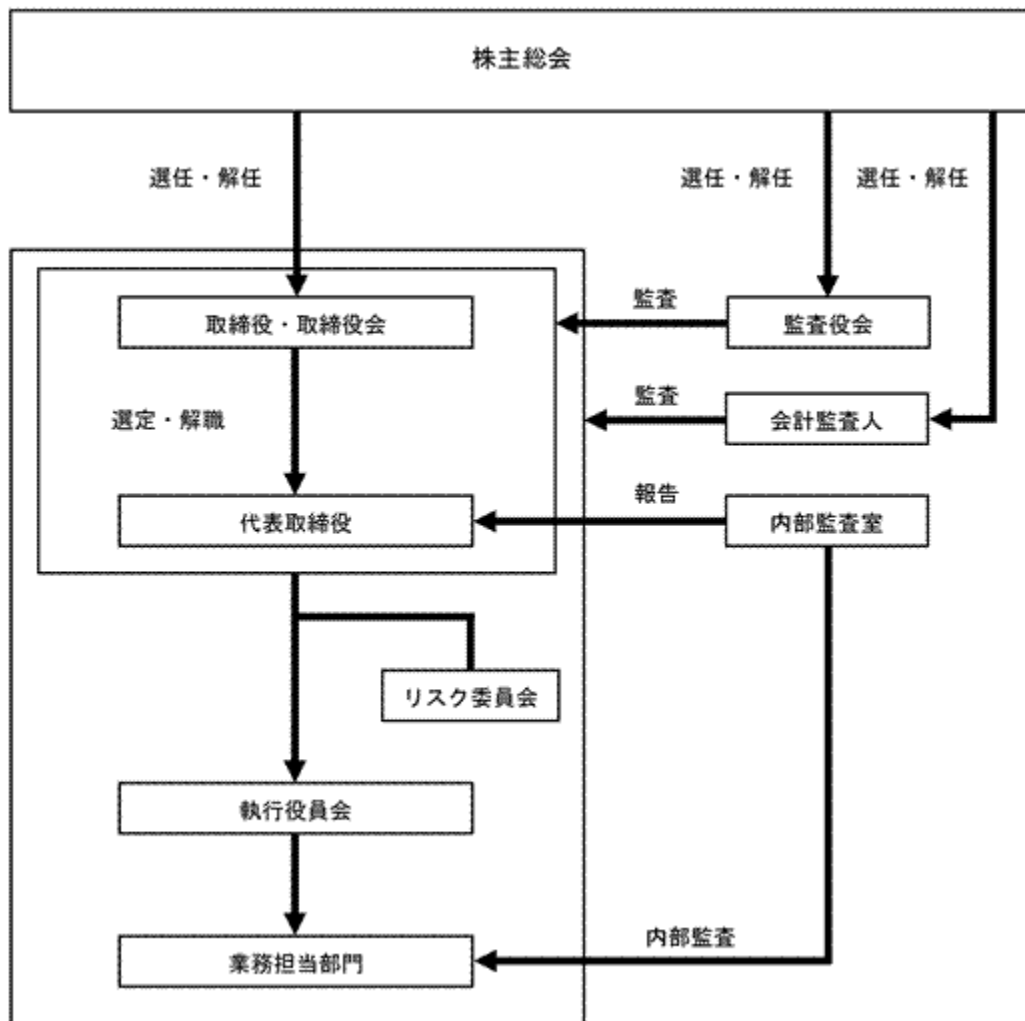 株主総会
選任・解任
選任・解任
選任・解任
取締役・取締役会
監査
監査役会
選定・解職
監査
会計監査人
代表取締役
報告
内部監査室
リスク委員会
執行役員会
内部監査
業務担当部門